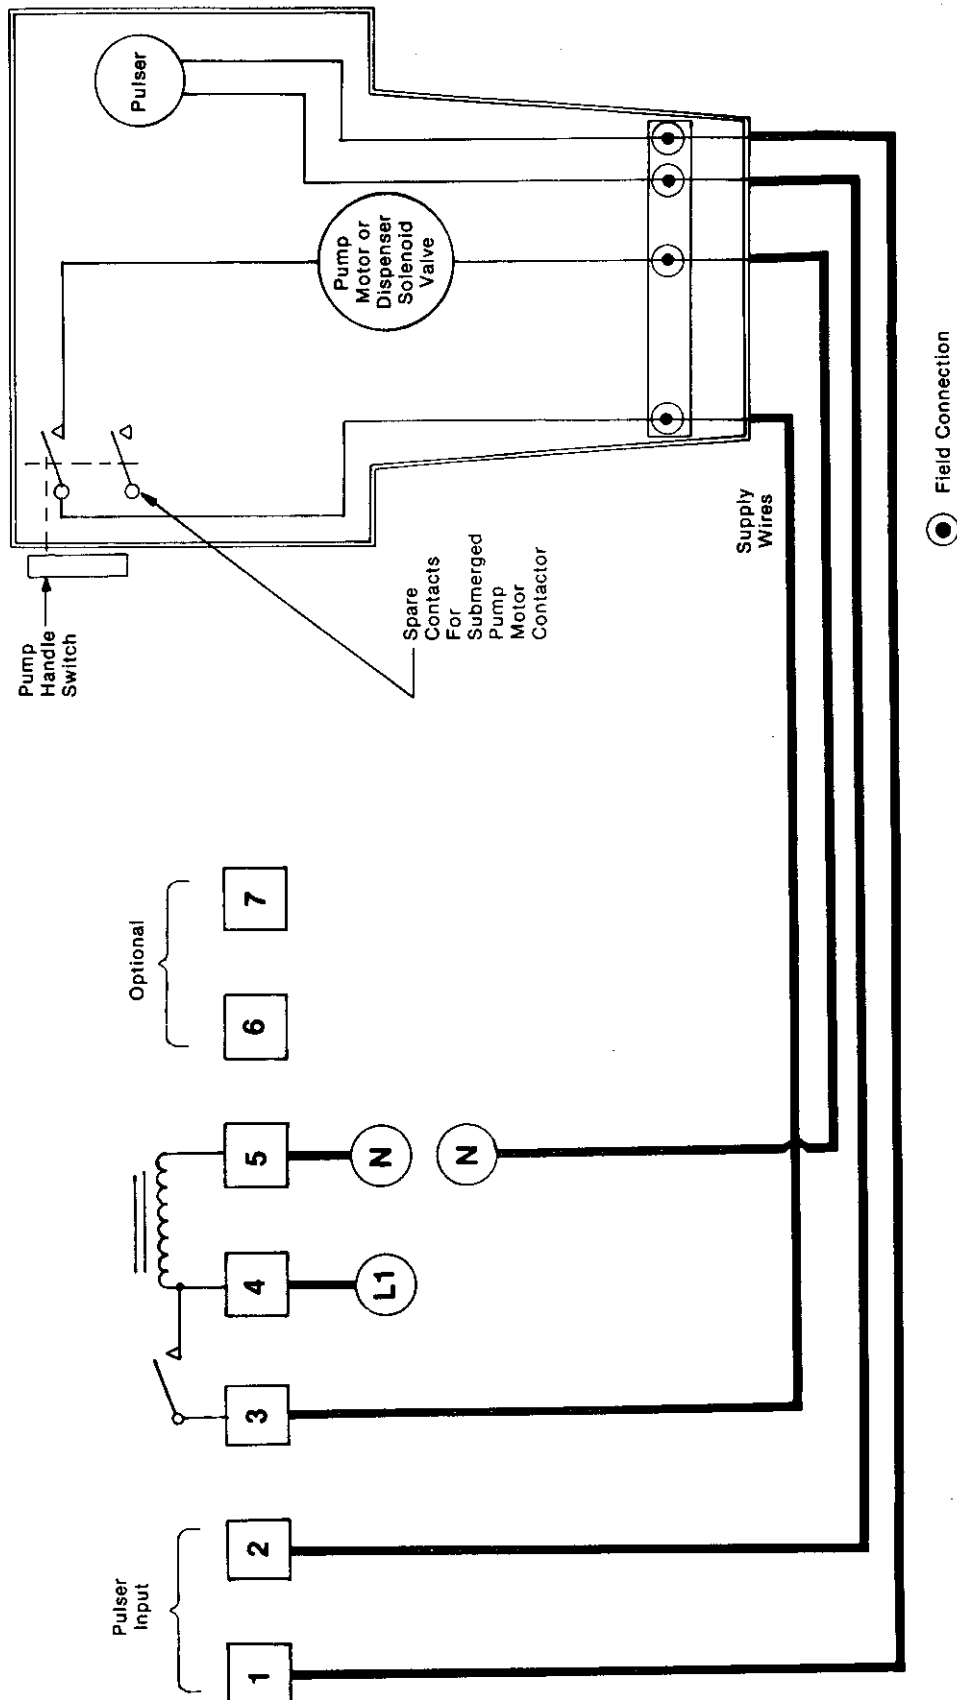 Pulser
Input
1
2
3
4
5
Optional
6
7
L1
N
N
Pump
Handle
Switch
Spare
Contacts
For
Submerged
Pump
Motor
Contactor
Pulser
Pump
Motor or
Dispenser
Solenoid
Valve
Supply
Wires
Field Connection